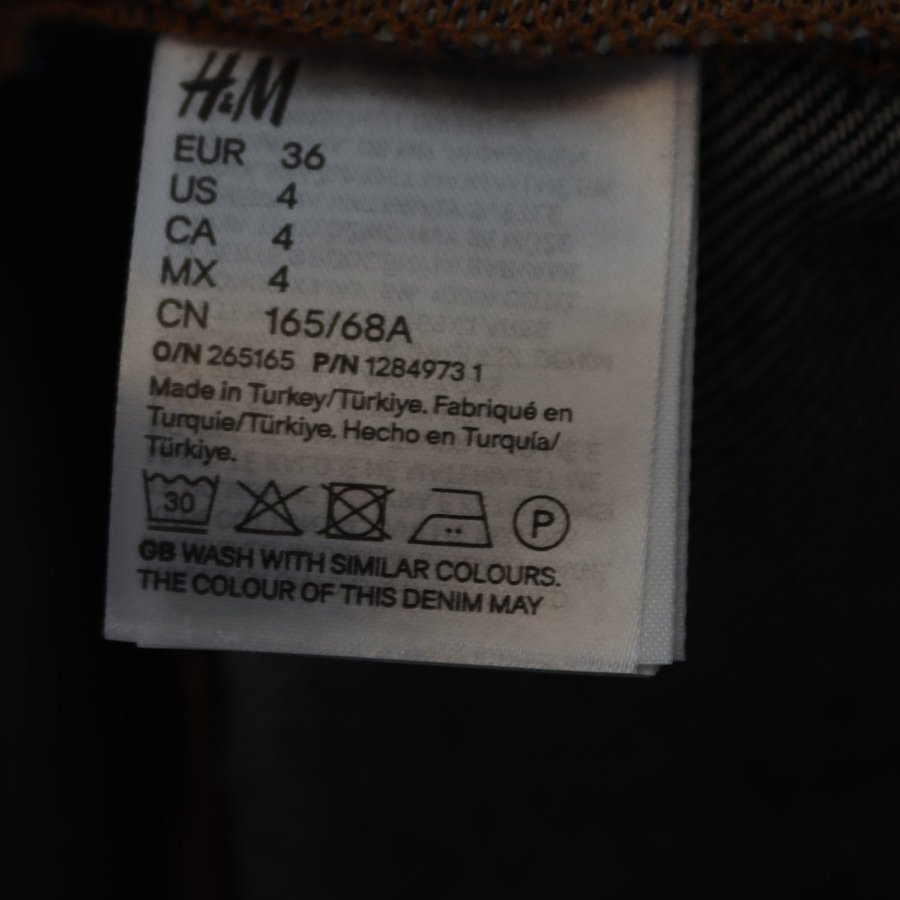 H&M
EUR 36
US 4
CA 4
MX 4
CN 165/68A
O/N 265165 P/N 1284973 1
Made in Turkey/Türkiye. Fabriqué en
Turquie/Türkiye. Hecho en Turquía/
Türkiye.
30 P
GB WASH WITH SIMILAR COLOURS.
THE COLOUR OF THIS DENIM MAY